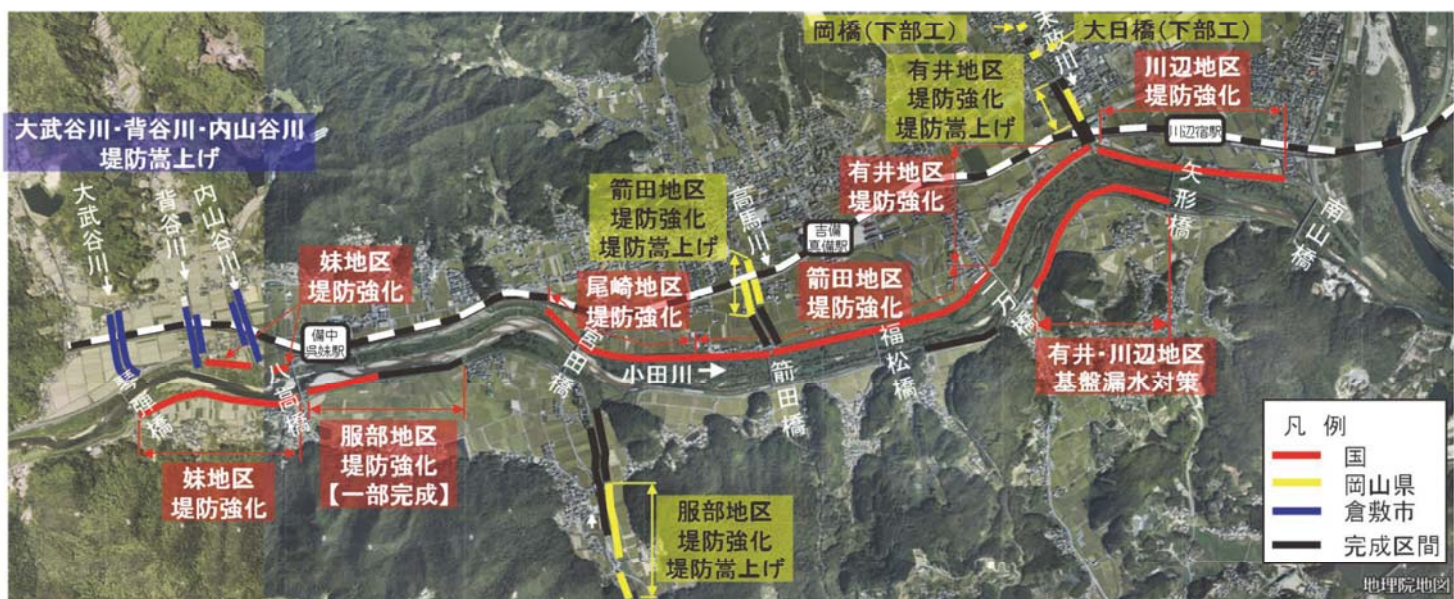 岡橋(下部工)
末政川
大日橋(下部工)
有井地区
堤防強化
堤防嵩上げ
川辺地区
堤防強化
大武谷川・背谷川・内山谷川
堤防嵩上げ
川辺宿駅
大武谷川
背谷川
内山谷川
箭田地区
堤防強化
堤防嵩上げ
高馬川
吉備
真備駅
有井地区
堤防強化
矢形橋
南山橋
妹地区
堤防強化
尾崎地区
堤防強化
箭田地区
堤防強化
二万橋
備中
呉妹駅
琴弾橋
八高橋
宮田橋
小田川→
箭田橋
福松橋
有井・川辺地区
基盤漏水対策
妹地区
堤防強化
服部地区
堤防強化
【一部完成】
服部地区
堤防強化
堤防嵩上げ
凡 例
国
岡山県
倉敷市
完成区間
地理院地図